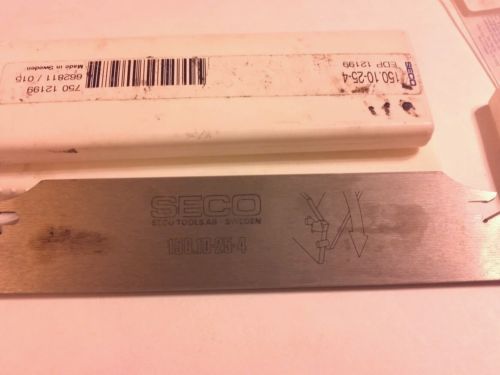 150.10-25-4
EDP 12199
SECO
750 12199
662811 / 015
Made in Sweden
SECO
SECO TOOLS AB · SWEDEN
150.10-25-4